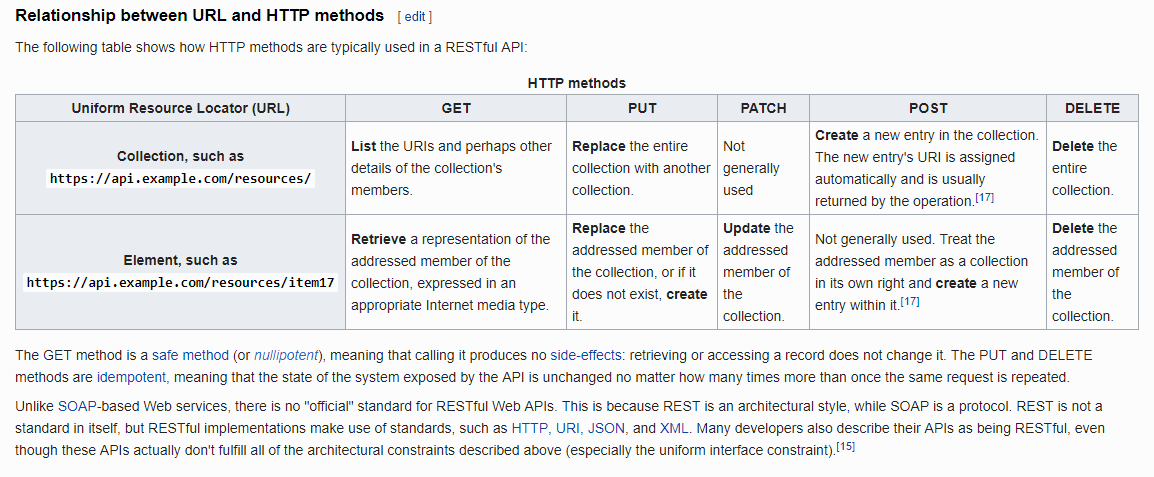 Relationship between URL and HTTP methods [ edit ]
The following table shows how HTTP methods are typically used in a RESTful API:
HTTP methods
Uniform Resource Locator (URL) GET PUT PATCH POST DELETE
Collection, such as
https://api.example.com/resources/
List the URIs and perhaps other
details of the collection's
members.
Replace the entire
collection with another
collection.
Not
generally
used
Create a new entry in the collection.
The new entry's URI is assigned
automatically and is usually
returned by the operation.[17]
Delete the
entire
collection.
Element, such as
https://api.example.com/resources/item17
Retrieve a representation of the
addressed member of the
collection, expressed in an
appropriate Internet media type.
Replace the
addressed member of
the collection, or if it
does not exist, create
it.
Update the
addressed
member of
the
collection.
Not generally used. Treat the
addressed member as a collection
in its own right and create a new
entry within it.[17]
Delete the
addressed
member of
the
collection.
The GET method is a safe method (or nullipotent), meaning that calling it produces no side-effects: retrieving or accessing a record does not change it. The PUT and DELETE
methods are idempotent, meaning that the state of the system exposed by the API is unchanged no matter how many times more than once the same request is repeated.
Unlike SOAP-based Web services, there is no "official" standard for RESTful Web APIs. This is because REST is an architectural style, while SOAP is a protocol. REST is not a
standard in itself, but RESTful implementations make use of standards, such as HTTP, URI, JSON, and XML. Many developers also describe their APIs as being RESTful, even
though these APIs actually don't fulfill all of the architectural constraints described above (especially the uniform interface constraint).[15]